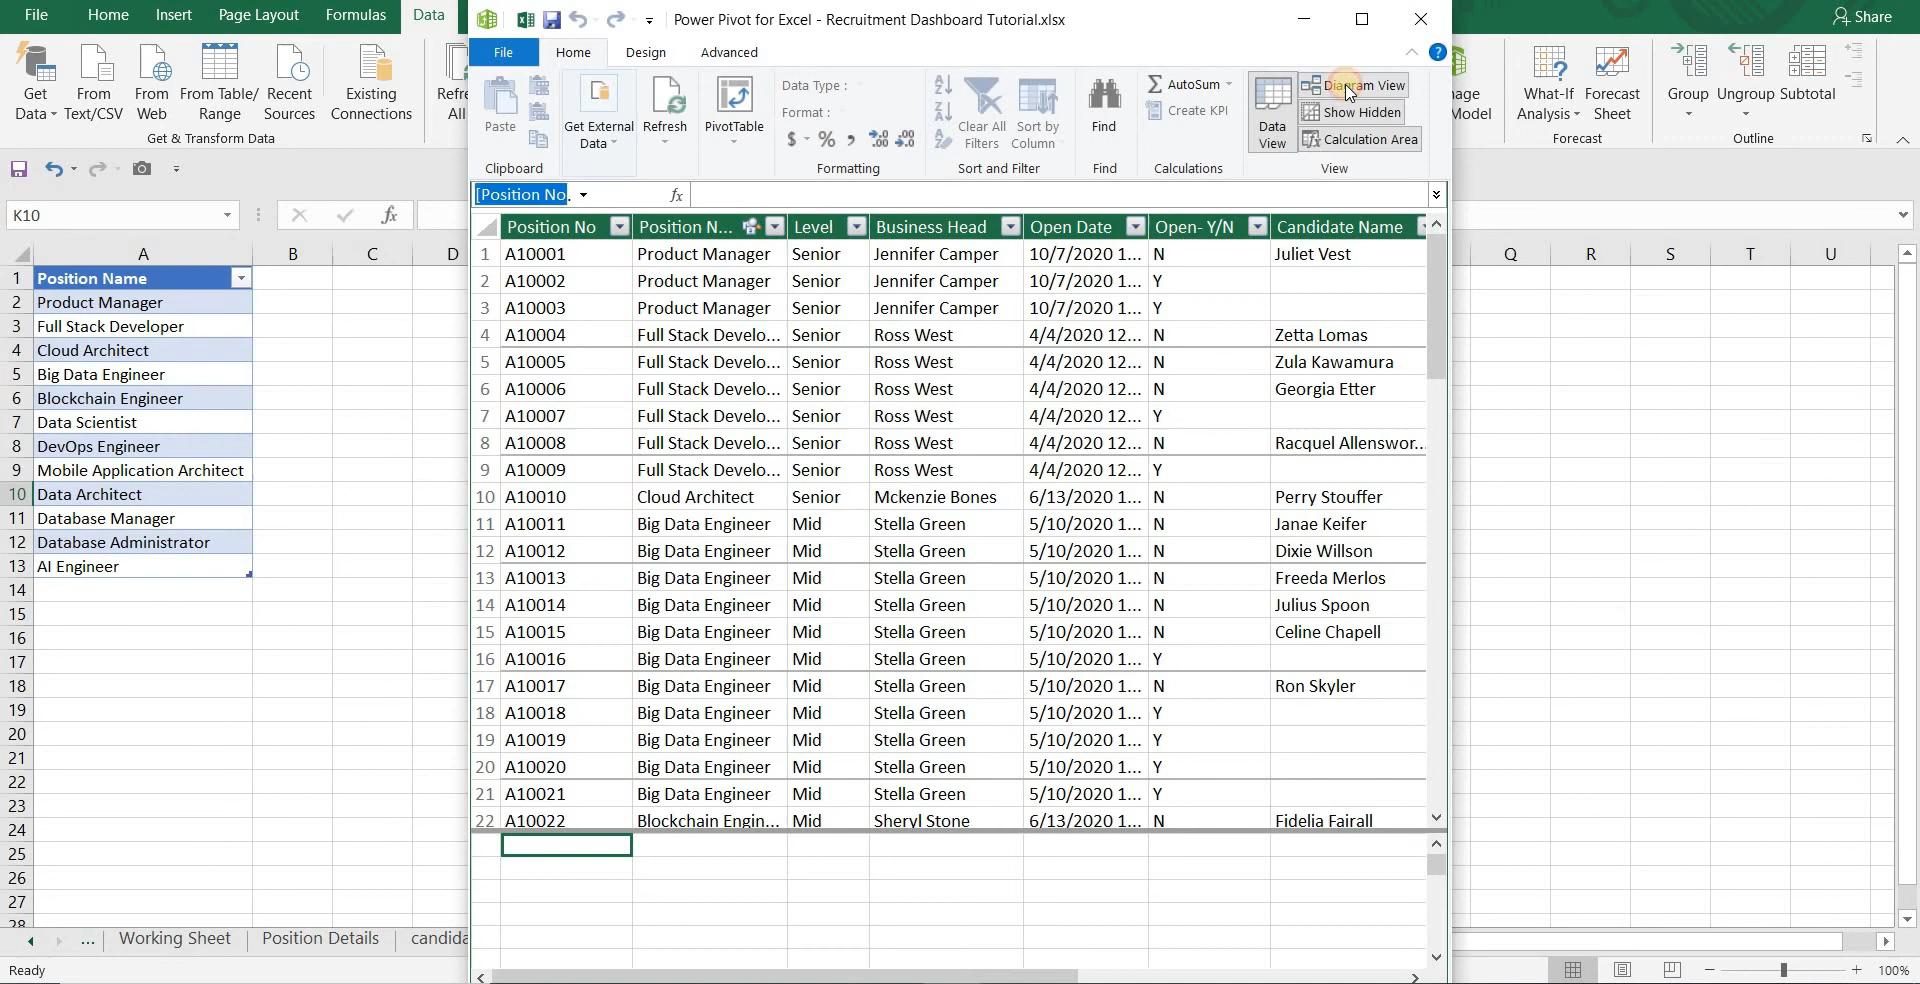 File Home Insert Page Layout Formulas Data
Get Data From Text/CSV From Web From Table/ Range Recent Sources Existing Connections Refre All
Get & Transform Data
K10
A B C D
1 Position Name
2 Product Manager
3 Full Stack Developer
4 Cloud Architect
5 Big Data Engineer
6 Blockchain Engineer
7 Data Scientist
8 DevOps Engineer
9 Mobile Application Architect
10 Data Architect
11 Database Manager
12 Database Administrator
13 AI Engineer
14
15
16
17
18
19
20
21
22
23
24
25
26
27
28
... Working Sheet Position Details candida
Ready
Power Pivot for Excel - Recruitment Dashboard Tutorial.xlsx
File Home Design Advanced
Paste
Clipboard
Get External Data
Refresh
PivotTable
Data Type :
Format :
$ % ,
Formatting
Clear All Filters
Sort by Column
Sort and Filter
Find
Find
AutoSum
Create KPI
Calculations
Data View
Diagram View
Show Hidden
Calculation Area
View
[Position No. fx
Position No Position N... Level Business Head Open Date Open- Y/N Candidate Name
1 A10001 Product Manager Senior Jennifer Camper 10/7/2020 1... N Juliet Vest
2 A10002 Product Manager Senior Jennifer Camper 10/7/2020 1... Y
3 A10003 Product Manager Senior Jennifer Camper 10/7/2020 1... Y
4 A10004 Full Stack Develo... Senior Ross West 4/4/2020 12... N Zetta Lomas
5 A10005 Full Stack Develo... Senior Ross West 4/4/2020 12... N Zula Kawamura
6 A10006 Full Stack Develo... Senior Ross West 4/4/2020 12... N Georgia Etter
7 A10007 Full Stack Develo... Senior Ross West 4/4/2020 12... Y
8 A10008 Full Stack Develo... Senior Ross West 4/4/2020 12... N Racquel Allenswor...
9 A10009 Full Stack Develo... Senior Ross West 4/4/2020 12... Y
10 A10010 Cloud Architect Senior Mckenzie Bones 6/13/2020 1... N Perry Stouffer
11 A10011 Big Data Engineer Mid Stella Green 5/10/2020 1... N Janae Keifer
12 A10012 Big Data Engineer Mid Stella Green 5/10/2020 1... N Dixie Willson
13 A10013 Big Data Engineer Mid Stella Green 5/10/2020 1... N Freeda Merlos
14 A10014 Big Data Engineer Mid Stella Green 5/10/2020 1... N Julius Spoon
15 A10015 Big Data Engineer Mid Stella Green 5/10/2020 1... N Celine Chapell
16 A10016 Big Data Engineer Mid Stella Green 5/10/2020 1... Y
17 A10017 Big Data Engineer Mid Stella Green 5/10/2020 1... N Ron Skyler
18 A10018 Big Data Engineer Mid Stella Green 5/10/2020 1... Y
19 A10019 Big Data Engineer Mid Stella Green 5/10/2020 1... Y
20 A10020 Big Data Engineer Mid Stella Green 5/10/2020 1... Y
21 A10021 Big Data Engineer Mid Stella Green 5/10/2020 1... Y
22 A10022 Blockchain Engin... Mid Sheryl Stone 6/13/2020 1... N Fidelia Fairall
Share
nage Model
What-If Analysis
Forecast Sheet
Forecast
Group Ungroup Subtotal
Outline
Q R S T U
100%